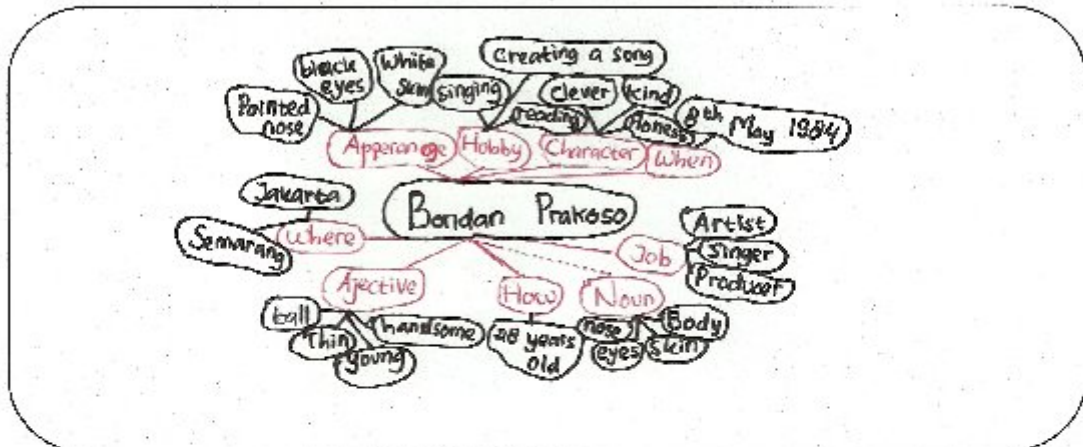 Creating a song
black eyes
White Skin
Singing
clever
kind
Pointed nose
reading
Honest
8th May 1984
Apperange
Hobby
Character
When
Jakarta
Bondan Prakoso
Artist
Semarang
Where
Job
Singer
Producer
Ajective
How
Noun
tall
handsome
28 years old
nose
Body
Thin
young
eyes
Skin